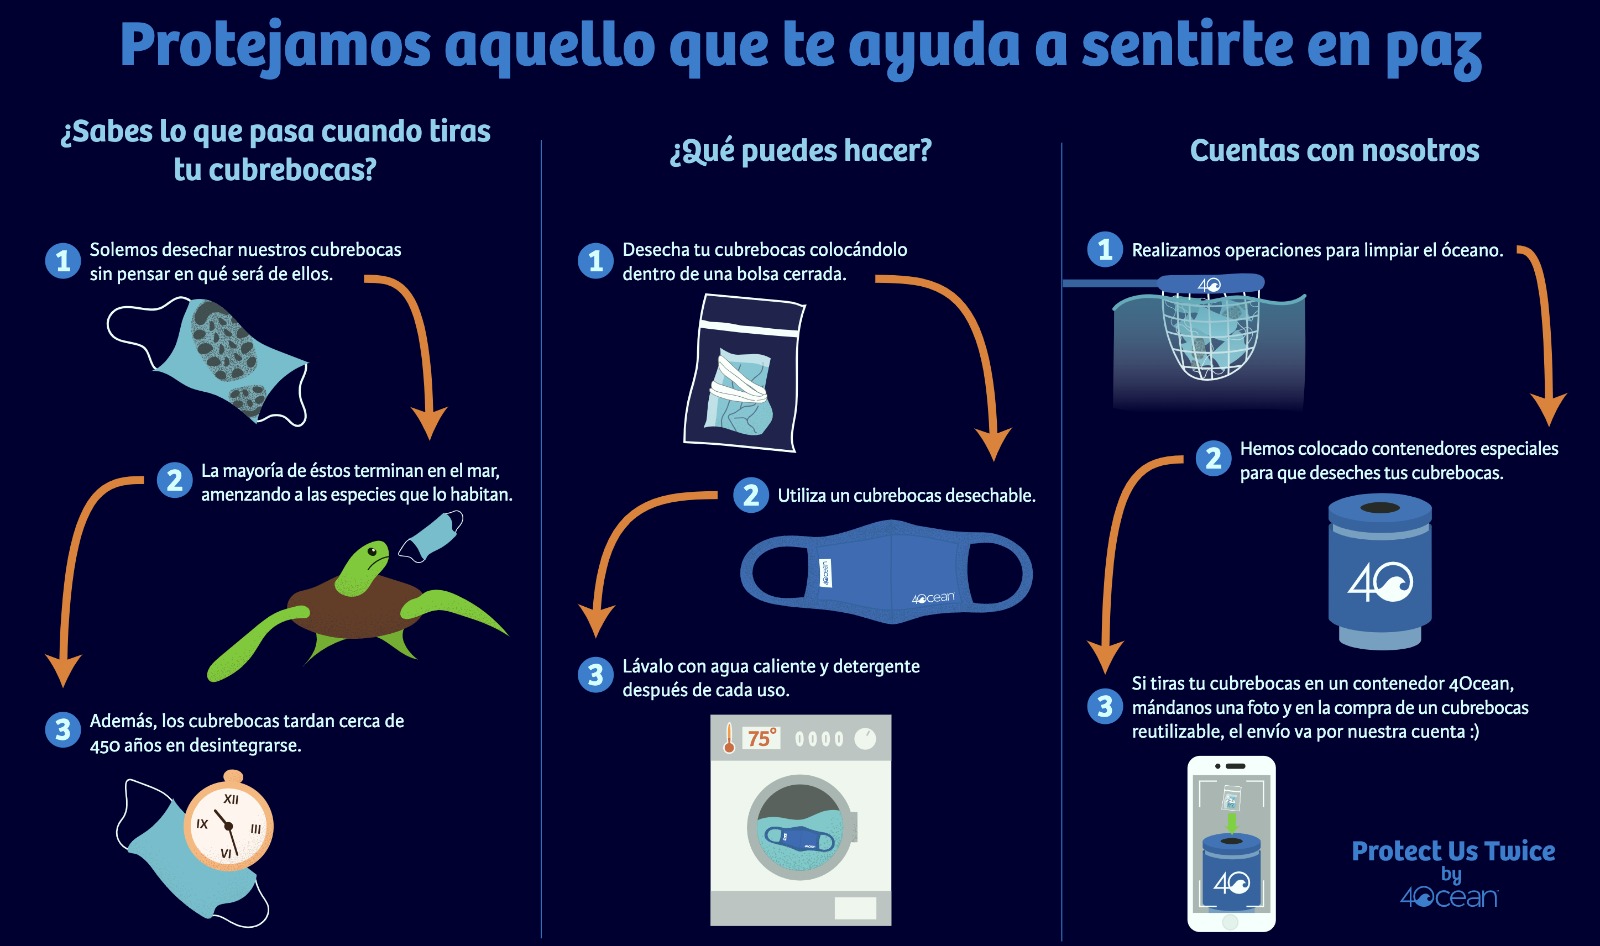 Protejamos aquello que te ayuda a sentirte en paz
¿Sabes lo que pasa cuando tiras
tu cubrebocas?
1
Solemos desechar nuestros cubrebocas
sin pensar en qué será de ellos.
2
La mayoría de éstos terminan en el mar,
amenzando a las especies que lo habitan.
3
Además, los cubrebocas tardan cerca de
450 años en desintegrarse.
XII
IX
III
VI
¿Qué puedes hacer?
1
Desecha tu cubrebocas colocándolo
dentro de una bolsa cerrada.
2
Utiliza un cubrebocas desechable.
4Ocean
4Ocean
3
Lávalo con agua caliente y detergente
después de cada uso.
75°
Cuentas con nosotros
1
Realizamos operaciones para limpiar el óceano.
4O
2
Hemos colocado contenedores especiales
para que deseches tus cubrebocas.
4O
3
Si tiras tu cubrebocas en un contenedor 4Ocean,
mándanos una foto y en la compra de un cubrebocas
reutilizable, el envío va por nuestra cuenta :)
4O
Protect Us Twice
by
4Ocean